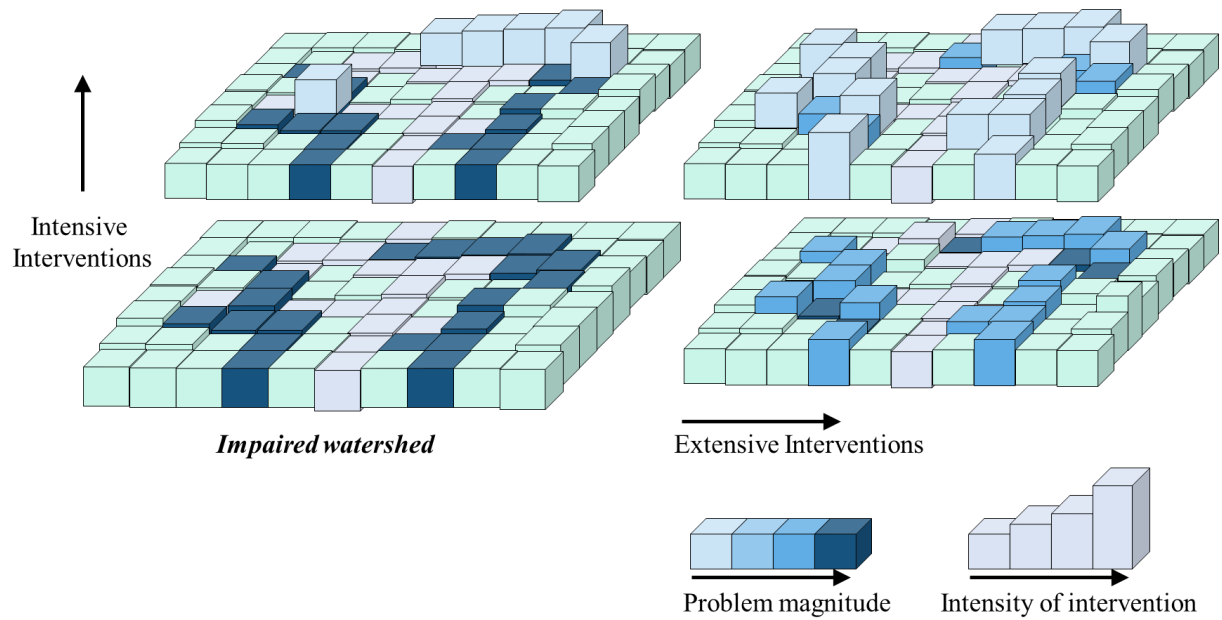 Intensive
Interventions
Impaired watershed
Extensive Interventions
Problem magnitude
Intensity of intervention